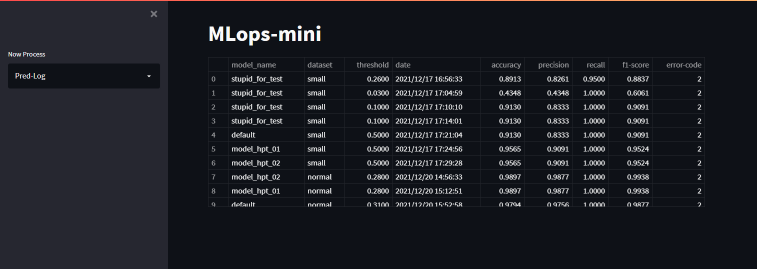 ×
Now Process
Pred-Log
MLops-mini
model_name dataset threshold date accuracy precision recall f1-score error-code
0 stupid_for_test small 0.2600 2021/12/17 16:56:33 0.8913 0.8261 0.9500 0.8837 2
1 stupid_for_test small 0.0300 2021/12/17 17:04:59 0.4348 0.4348 1.0000 0.6061 2
2 stupid_for_test small 0.1000 2021/12/17 17:10:10 0.9130 0.8333 1.0000 0.9091 2
3 stupid_for_test small 0.1000 2021/12/17 17:14:01 0.9130 0.8333 1.0000 0.9091 2
4 default small 0.5000 2021/12/17 17:21:04 0.9130 0.8333 1.0000 0.9091 2
5 model_hpt_01 small 0.5000 2021/12/17 17:24:56 0.9565 0.9091 1.0000 0.9524 2
6 model_hpt_02 small 0.5000 2021/12/17 17:29:28 0.9565 0.9091 1.0000 0.9524 2
7 model_hpt_02 normal 0.2800 2021/12/20 14:56:33 0.9897 0.9877 1.0000 0.9938 2
8 model_hpt_01 normal 0.2800 2021/12/20 15:12:51 0.9897 0.9877 1.0000 0.9938 2
9 default normal 0.3100 2021/12/20 15:52:58 0.9794 0.9756 1.0000 0.9877 2